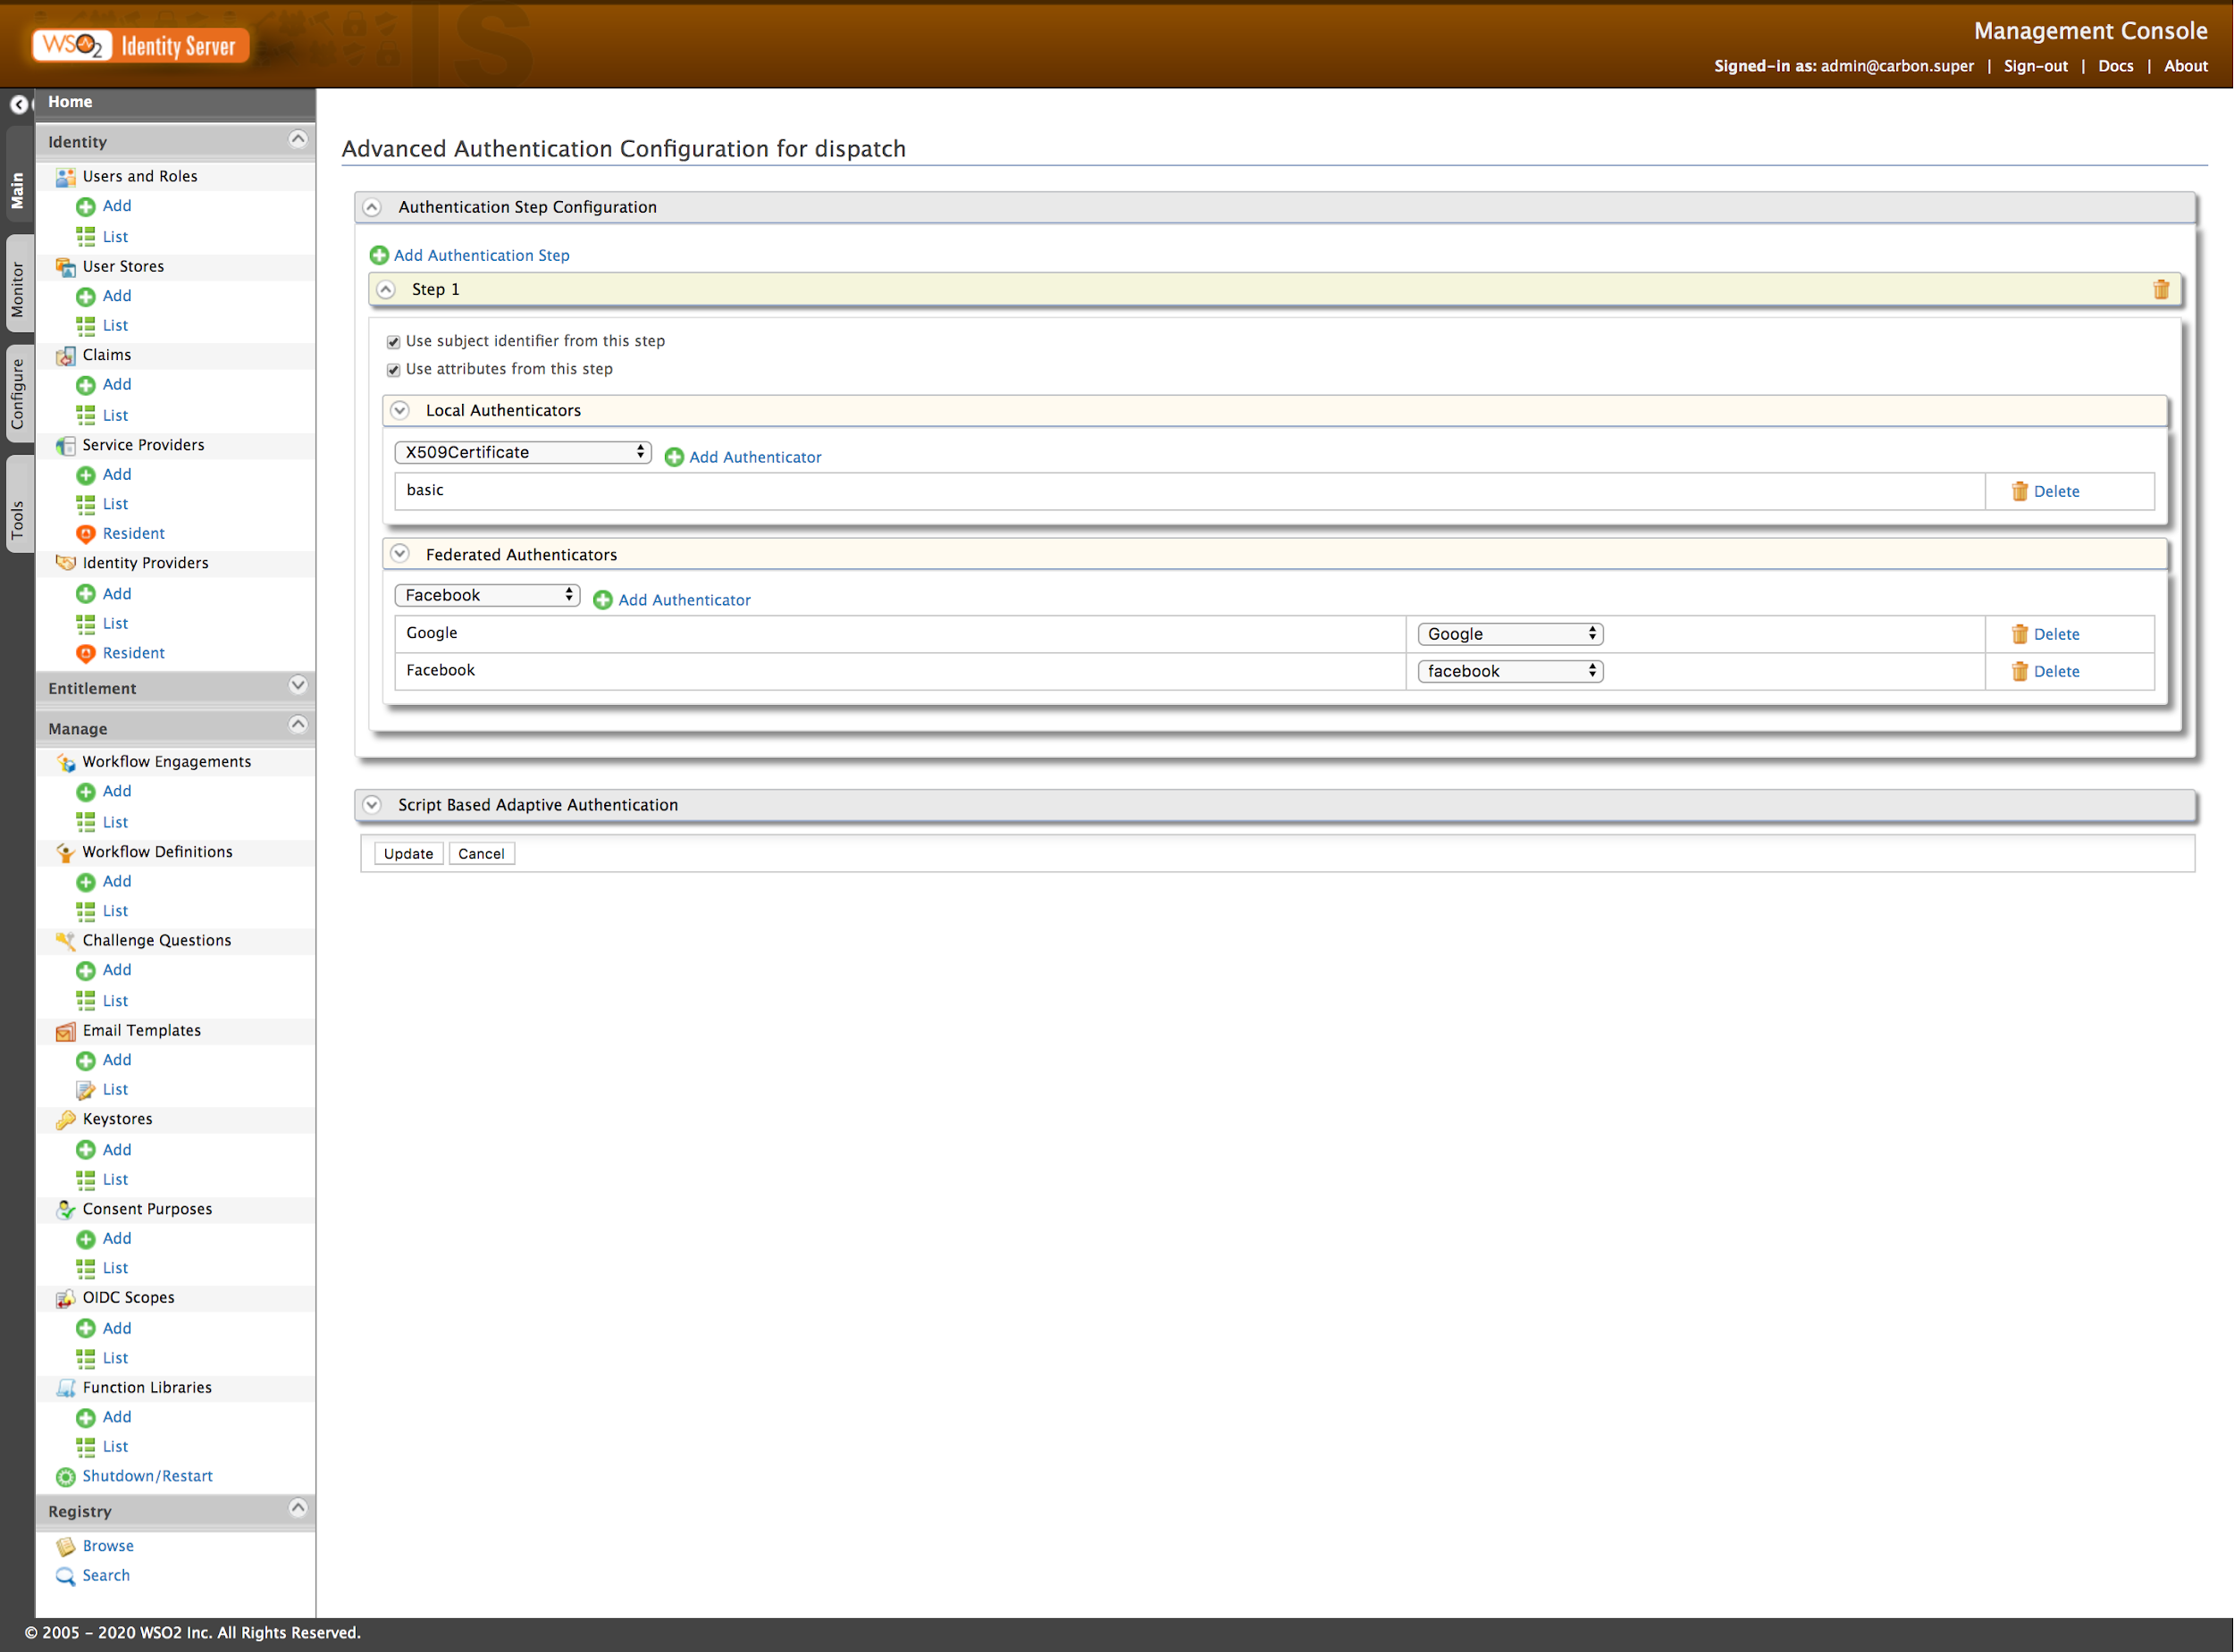 WSO2 Identity Server
IS
Management Console
Signed-in as: admin@carbon.super | Sign-out | Docs | About
Main
Monitor
Configure
Tools
Home
Identity
Users and Roles
Add
List
User Stores
Add
List
Claims
Add
List
Service Providers
Add
List
Resident
Identity Providers
Add
List
Resident
Entitlement
Manage
Workflow Engagements
Add
List
Workflow Definitions
Add
List
Challenge Questions
Add
List
Email Templates
Add
List
Keystores
Add
List
Consent Purposes
Add
List
OIDC Scopes
Add
List
Function Libraries
Add
List
Shutdown/Restart
Registry
Browse
Search
Advanced Authentication Configuration for dispatch
Authentication Step Configuration
Add Authentication Step
Step 1
Use subject identifier from this step
Use attributes from this step
Local Authenticators
X509Certificate Add Authenticator
basic Delete
Federated Authenticators
Facebook Add Authenticator
Google Google Delete
Facebook facebook Delete
Script Based Adaptive Authentication
Update Cancel
© 2005 - 2020 WSO2 Inc. All Rights Reserved.